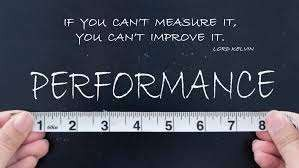 IF YOU CAN'T MEASURE IT,
YOU CAN'T IMPROVE IT.
LORD KELVIN
PERFORMANCE
1 2 3 4 5 6 7 8